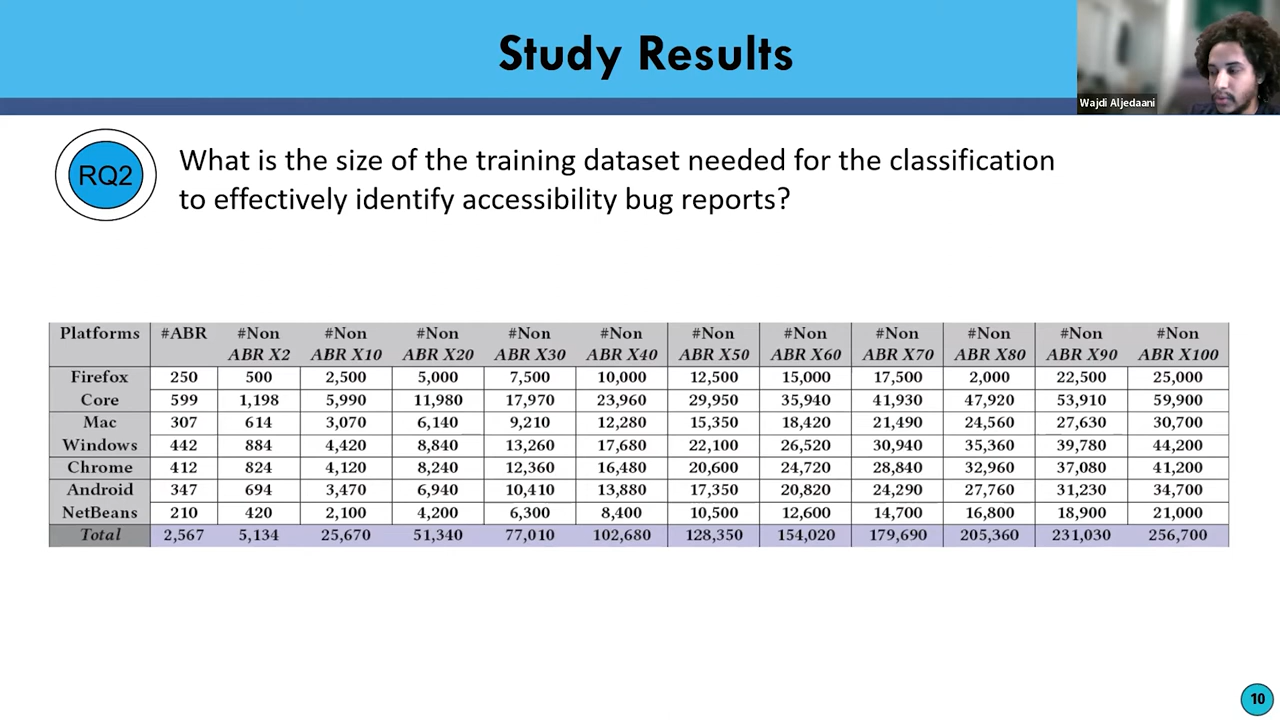 Study Results
Wajdi Aljedaani
RQ2
What is the size of the training dataset needed for the classification
to effectively identify accessibility bug reports?
Platforms #ABR #Non #Non #Non #Non #Non #Non #Non #Non #Non #Non #Non
ABR X2 ABR X10 ABR X20 ABR X30 ABR X40 ABR X50 ABR X60 ABR X70 ABR X80 ABR X90 ABR X100
Firefox 250 500 2,500 5,000 7,500 10,000 12,500 15,000 17,500 2,000 22,500 25,000
Core 599 1,198 5,990 11,980 17,970 23,960 29,950 35,940 41,930 47,920 53,910 59,900
Mac 307 614 3,070 6,140 9,210 12,280 15,350 18,420 21,490 24,560 27,630 30,700
Windows 442 884 4,420 8,840 13,260 17,680 22,100 26,520 30,940 35,360 39,780 44,200
Chrome 412 824 4,120 8,240 12,360 16,480 20,600 24,720 28,840 32,960 37,080 41,200
Android 347 694 3,470 6,940 10,410 13,880 17,350 20,820 24,290 27,760 31,230 34,700
NetBeans 210 420 2,100 4,200 6,300 8,400 10,500 12,600 14,700 16,800 18,900 21,000
Total 2,567 5,134 25,670 51,340 77,010 102,680 128,350 154,020 179,690 205,360 231,030 256,700
10